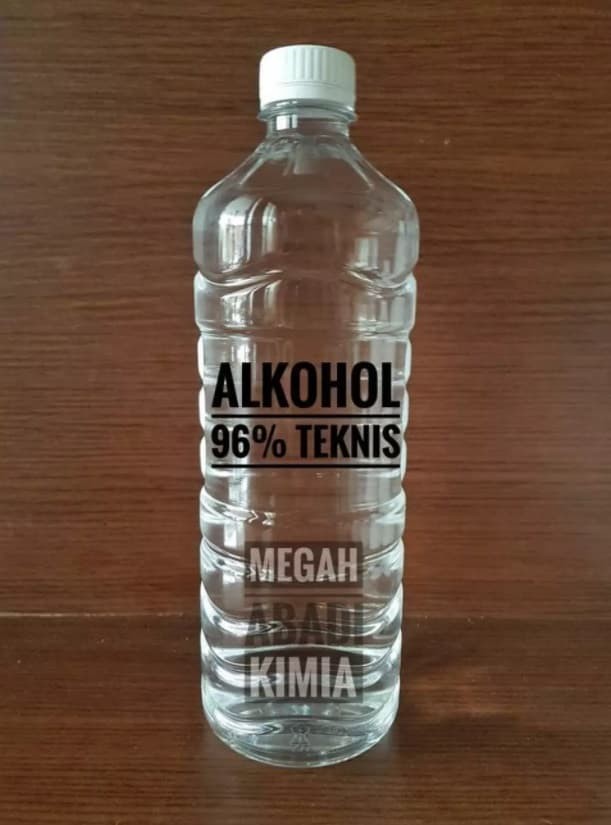 ALKOHOL
96% TEKNIS
MEGAH
ABADI
KIMIA